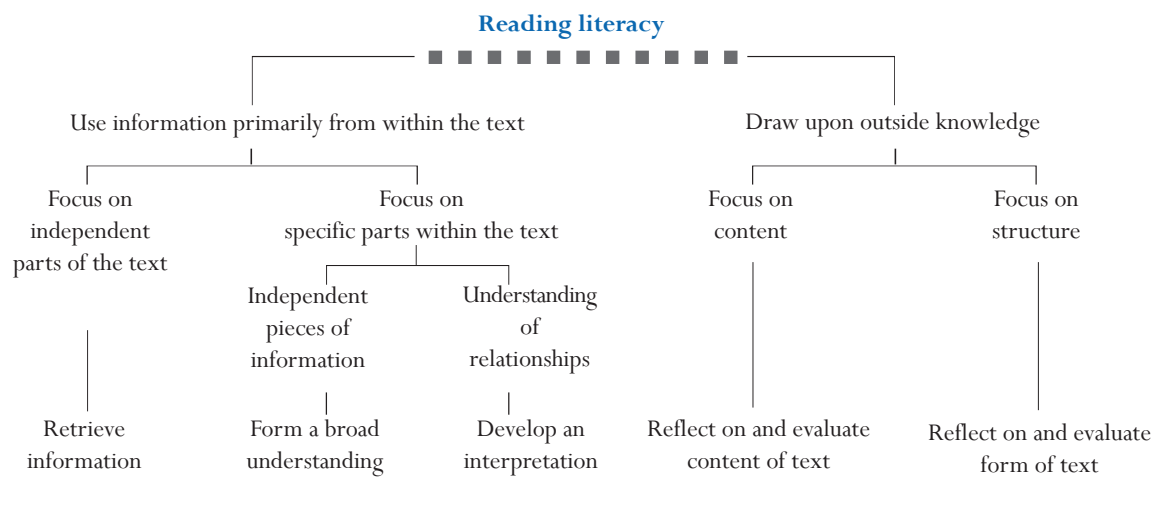 Reading literacy
Use information primarily from within the text
Draw upon outside knowledge
Focus on
independent
parts of the text
Focus on
specific parts within the text
Focus on
content
Focus on
structure
Independent
pieces of
information
Understanding
of
relationships
Retrieve
information
Form a broad
understanding
Develop an
interpretation
Reflect on and evaluate
content of text
Reflect on and evaluate
form of text